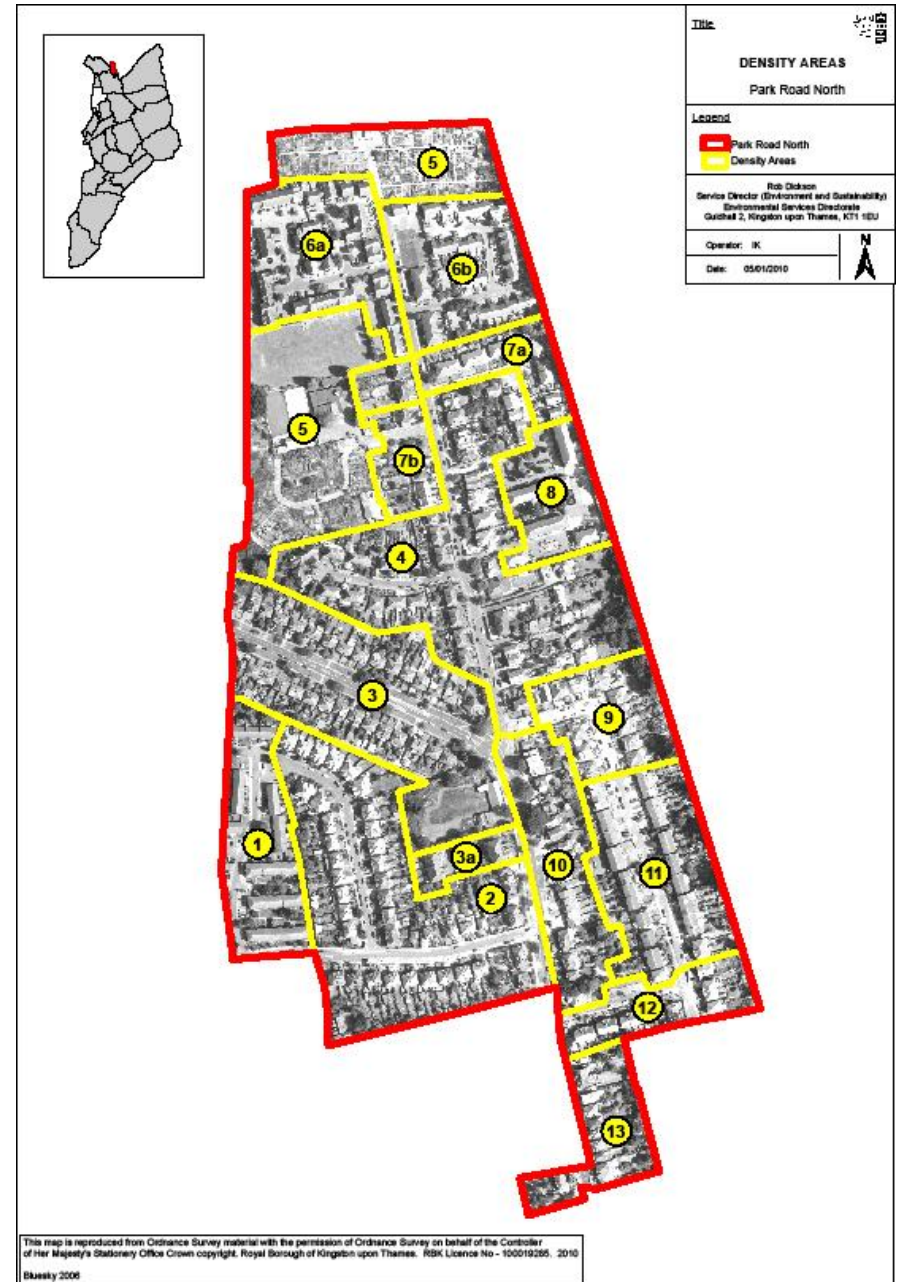 Title
DENSITY AREAS
Park Road North
Legend
Park Road North
Density Areas
Rob Dickson
Service Director (Environment and Sustainability)
Environmental Services Directorate
Guildhall 2, Kingston upon Thames, KT1 1EU
Operator: IK
Date: 05/01/2010
N
5
6a
6b
7a
5
7b
8
4
3
9
1
3a
10
11
2
12
13
This map is reproduced from Ordnance Survey material with the permission of Ordnance Survey on behalf of the Controller
of Her Majesty's Stationery Office Crown copyright. Royal Borough of Kingston upon Thames. RBK Licence No - 100019285. 2010
Bluesky 2006